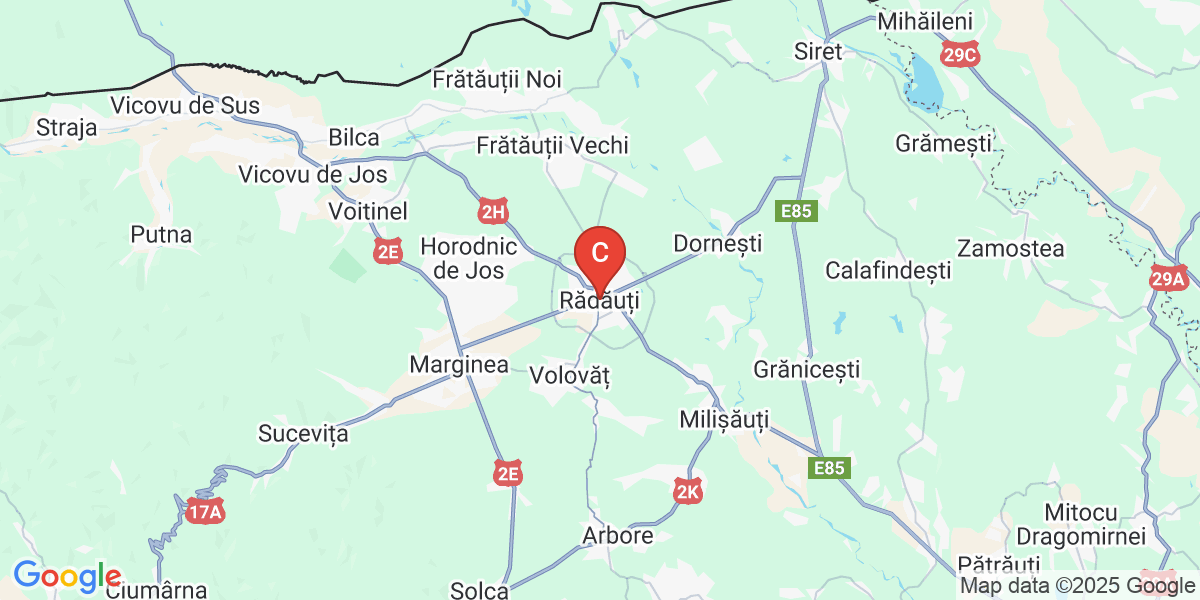 Mihăileni
Siret
29C
Frătăuții Noi
Vicovu de Sus
Straja
Bilca
Frătăuții Vechi
Grămești
Vicovu de Jos
Voitinel
2H
E85
Putna
2E
Horodnic
de Jos
Dornești
Zamostea
C
Calafindești
29A
Rădăuți
Marginea
Volovăț
Grănicești
Milișăuți
Sucevița
2E
E85
2K
17A
Mitocu
Dragomirnei
Arbore
Pătrăuți
Google
Ciumârna
Solca
Map data ©2025 Google